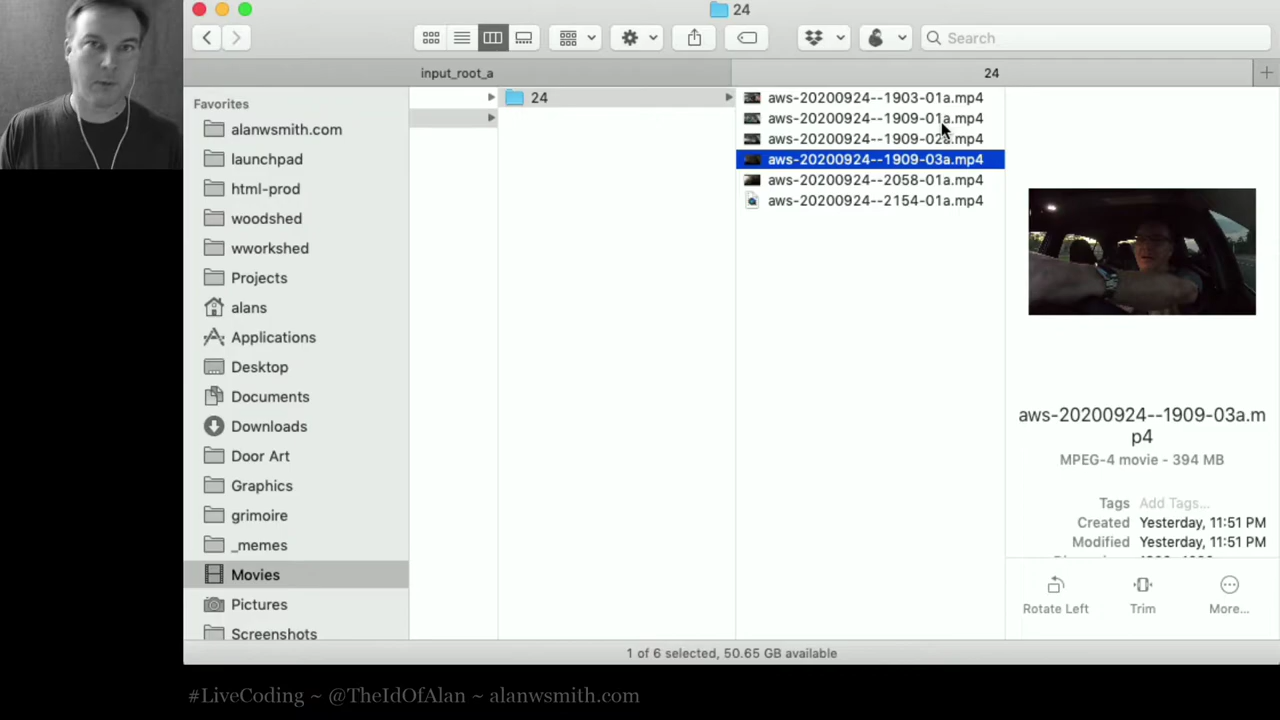 24
Search
input_root_a
24
Favorites
alanwsmith.com
launchpad
html-prod
woodshed
wworkshed
Projects
alans
Applications
Desktop
Documents
Downloads
Door Art
Graphics
grimoire
_memes
Movies
Pictures
Screenshots
24
aws-20200924--1903-01a.mp4
aws-20200924--1909-01a.mp4
aws-20200924--1909-02a.mp4
aws-20200924--1909-03a.mp4
aws-20200924--2058-01a.mp4
aws-20200924--2154-01a.mp4
aws-20200924--1909-03a.m
p4
MPEG-4 movie - 394 MB
Tags Add Tags...
Created Yesterday, 11:51 PM
Modified Yesterday, 11:51 PM
Rotate Left
Trim
More...
1 of 6 selected, 50.65 GB available
#LiveCoding ~ @TheIdOfAlan ~ alanwsmith.com